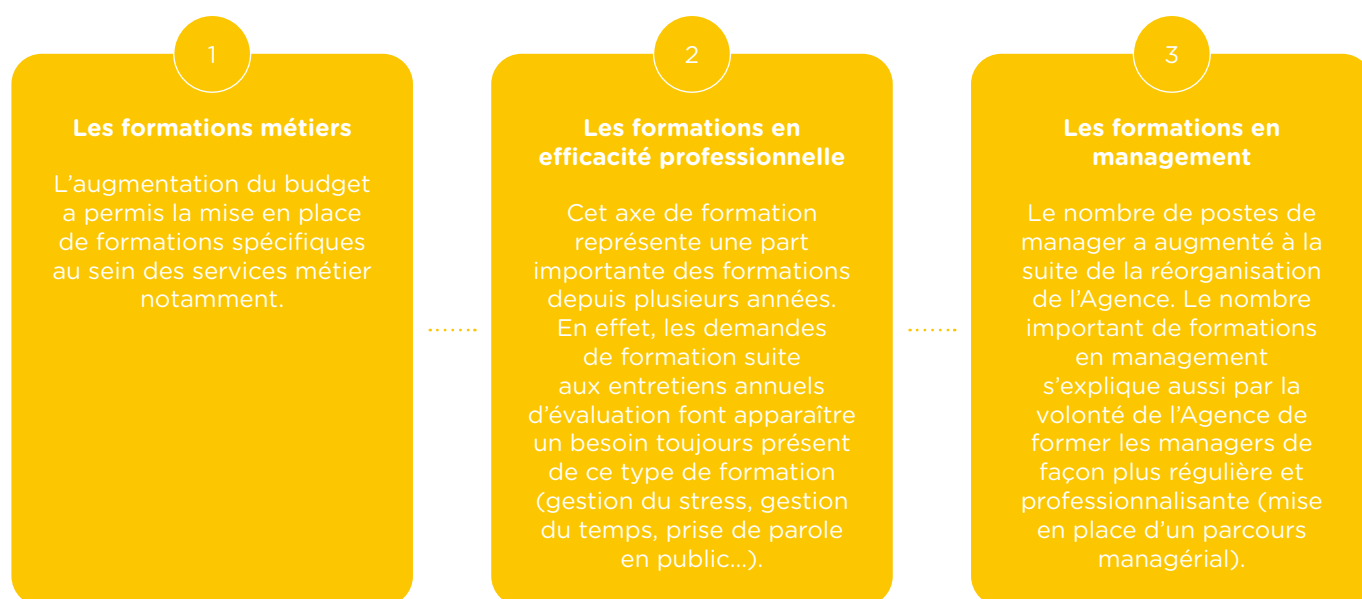 1
Les formations métiers
L’augmentation du budget
a permis la mise en place
de formations spécifiques
au sein des services métier
notamment.
2
Les formations en
efficacité professionnelle
Cet axe de formation
représente une part
importante des formations
depuis plusieurs années.
En effet, les demandes
de formation suite
aux entretiens annuels
d’évaluation font apparaître
un besoin toujours présent
de ce type de formation
(gestion du stress, gestion
du temps, prise de parole
en public...).
3
Les formations en
management
Le nombre de postes de
manager a augmenté à la
suite de la réorganisation
de l’Agence. Le nombre
important de formations
en management
s’explique aussi par la
volonté de l’Agence de
former les managers de
façon plus régulière et
professionnalisante (mise
en place d’un parcours
managérial).